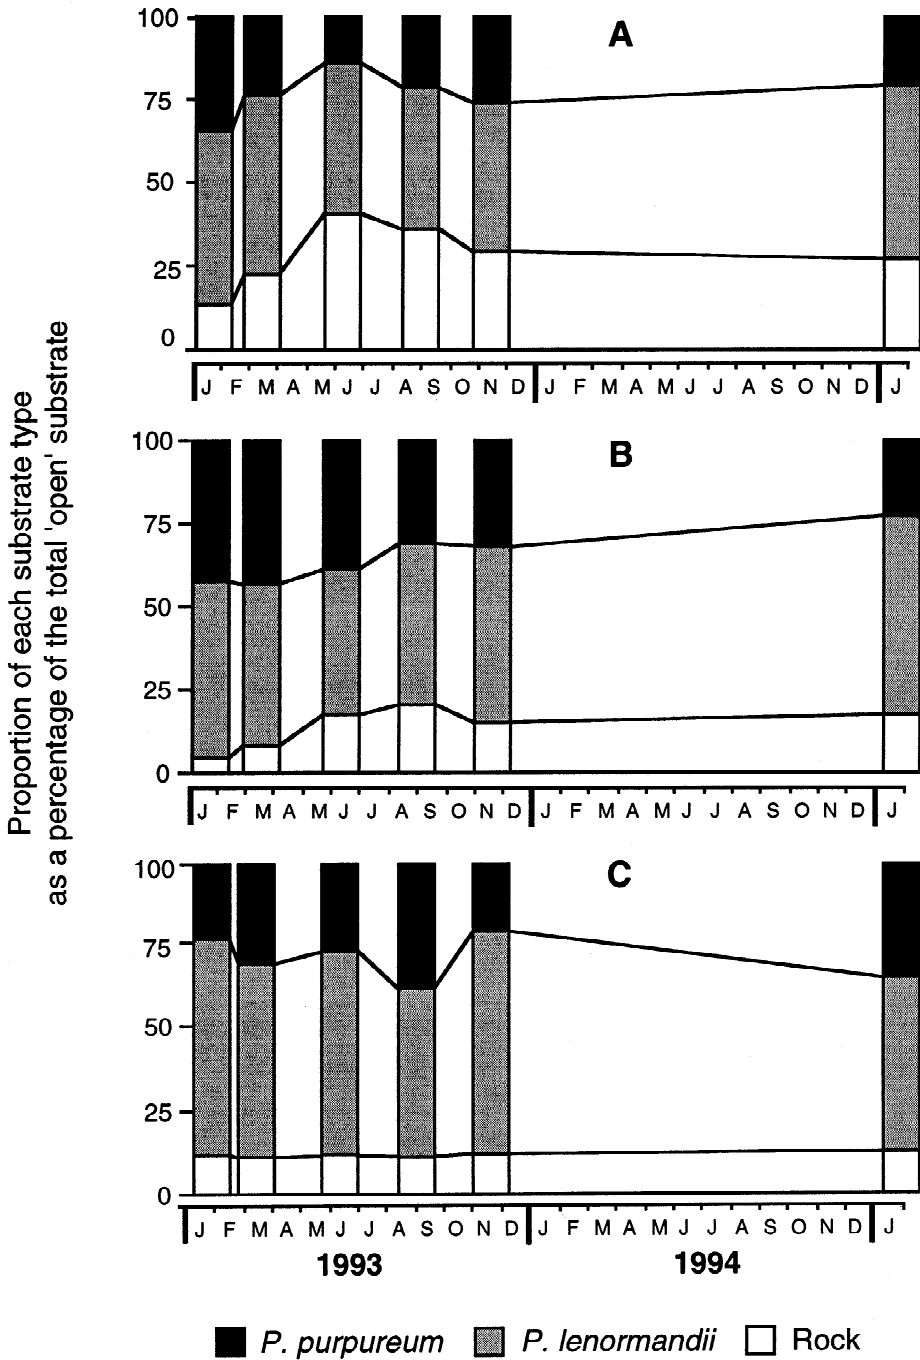 Proportion of each substrate type
as a percentage of the total 'open' substrate
A
100
75
50
25
0
J F M A M J J A S O N D J F M A M J J A S O N D J
B
100
75
50
25
0
J F M A M J J A S O N D J F M A M J J A S O N D J
C
100
75
50
25
0
J F M A M J J A S O N D J F M A M J J A S O N D J
1993 1994
P. purpureum P. lenormandii Rock